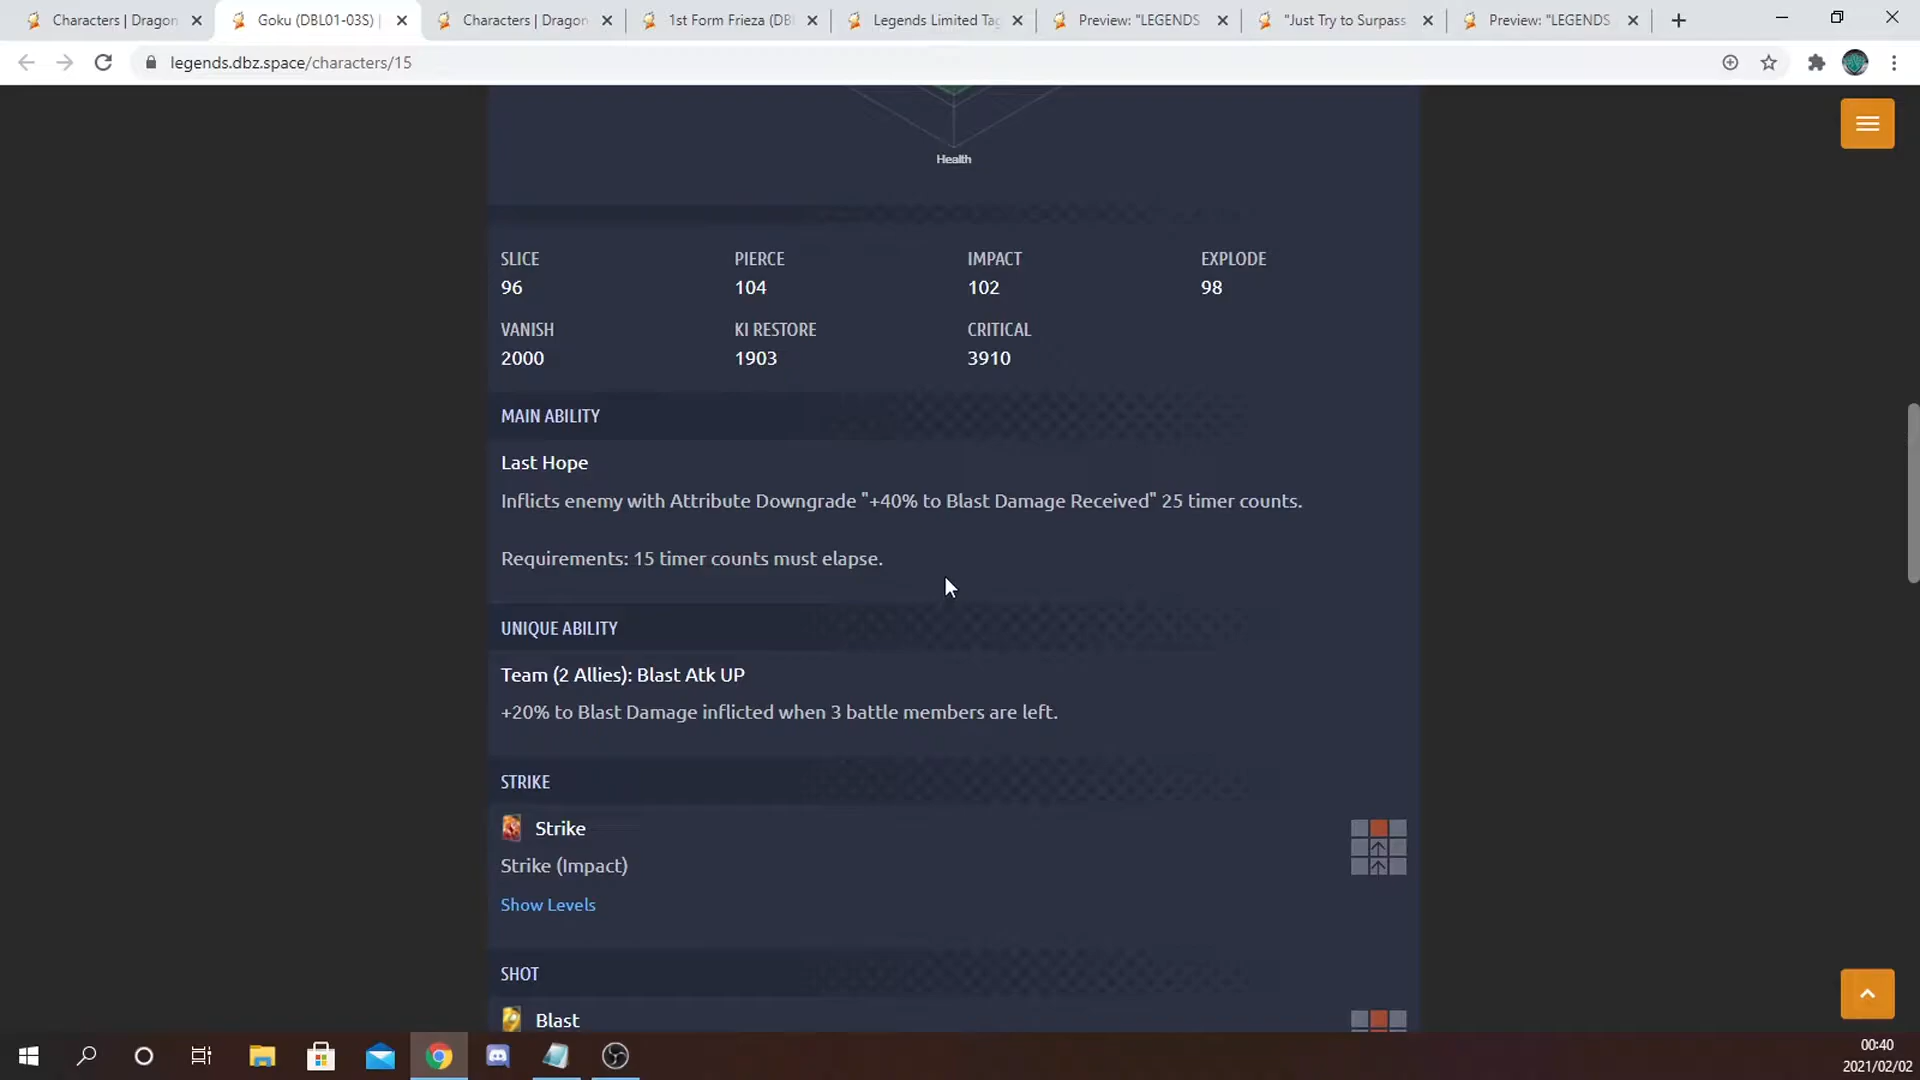 Characters | Dragon
Goku (DBL01-03S) |
Characters | Dragon
1st Form Frieza (DB
Legends Limited Tag
Preview: "LEGENDS
"Just Try to Surpass
Preview: "LEGENDS
legends.dbz.space/characters/15
Health
SLICE PIERCE IMPACT EXPLODE
96 104 102 98
VANISH KI RESTORE CRITICAL
2000 1903 3910
MAIN ABILITY
Last Hope
Inflicts enemy with Attribute Downgrade "+40% to Blast Damage Received" 25 timer counts.
Requirements: 15 timer counts must elapse.
UNIQUE ABILITY
Team (2 Allies): Blast Atk UP
+20% to Blast Damage inflicted when 3 battle members are left.
STRIKE
Strike
Strike (Impact)
Show Levels
SHOT
Blast
00:40
2021/02/02